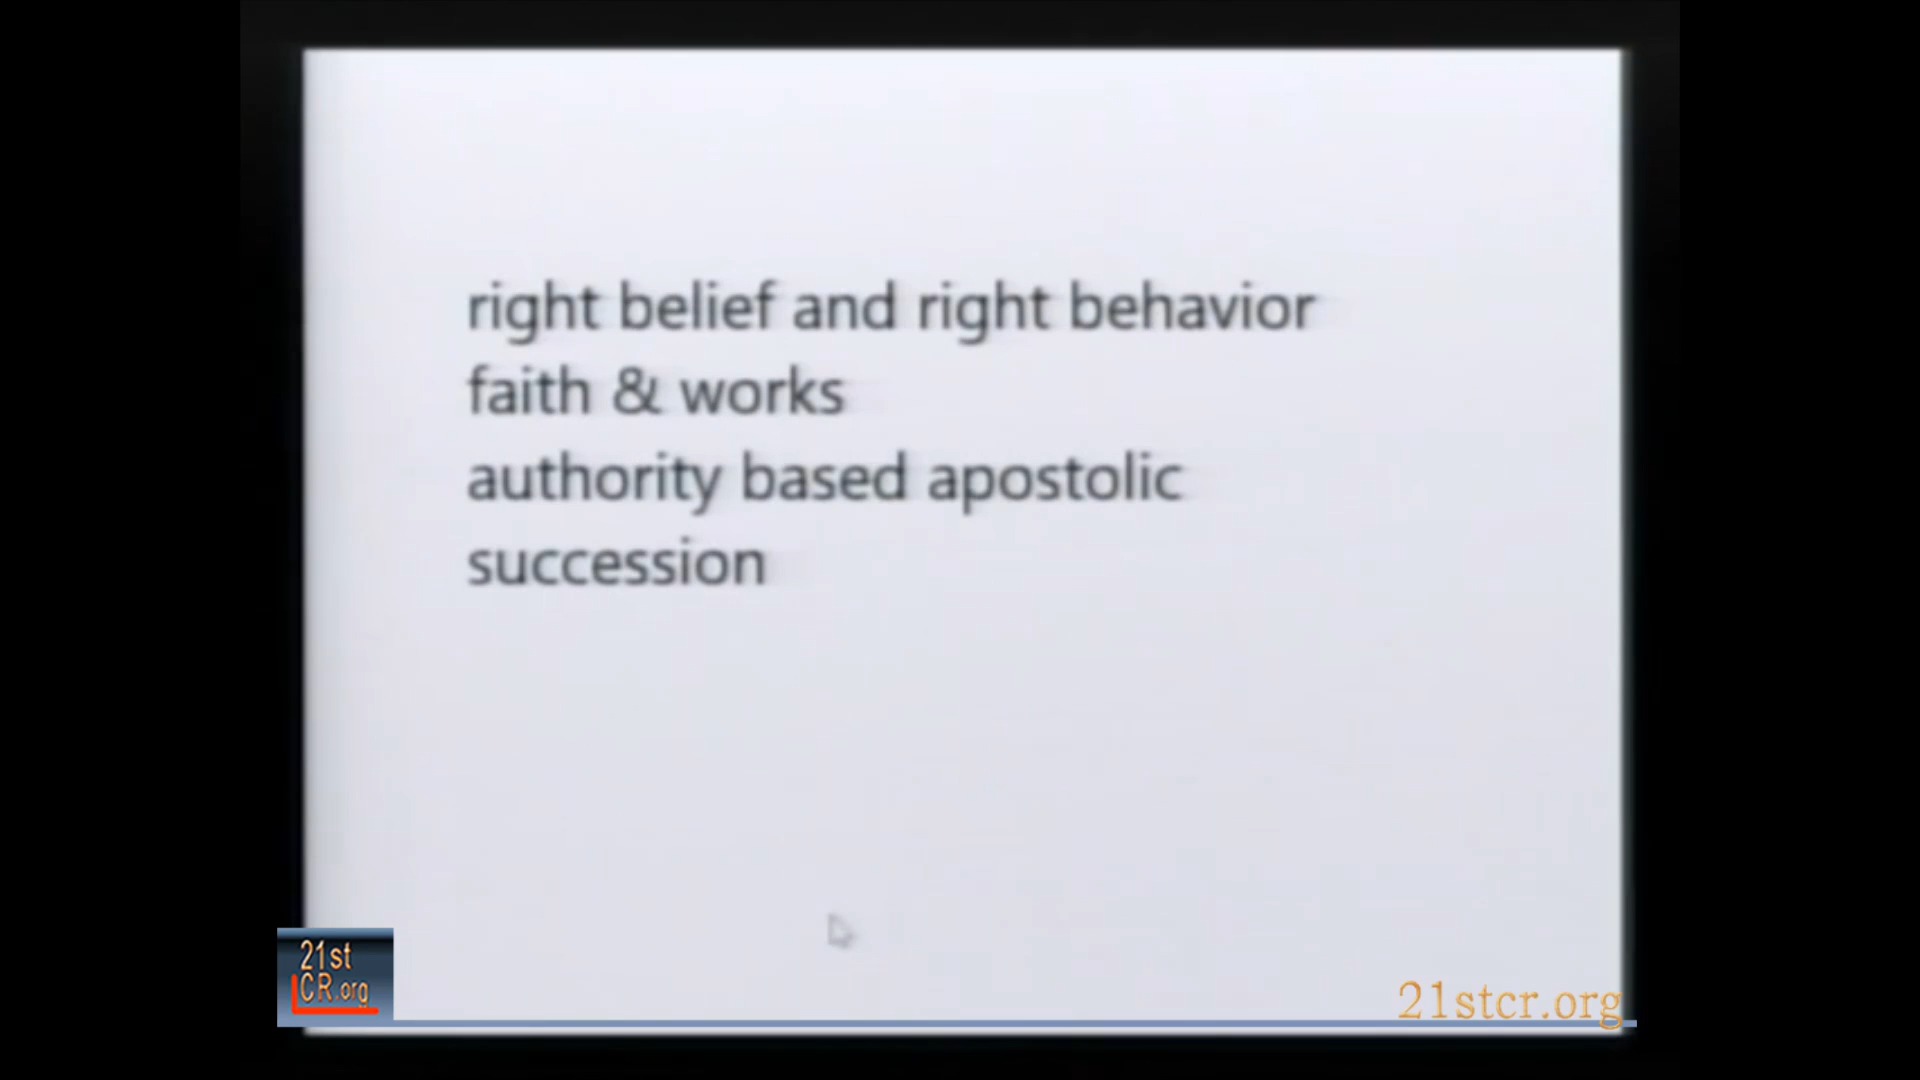 right belief and right behavior
faith & works
authority based apostolic
succession
21st
CR.org
21stcr.org